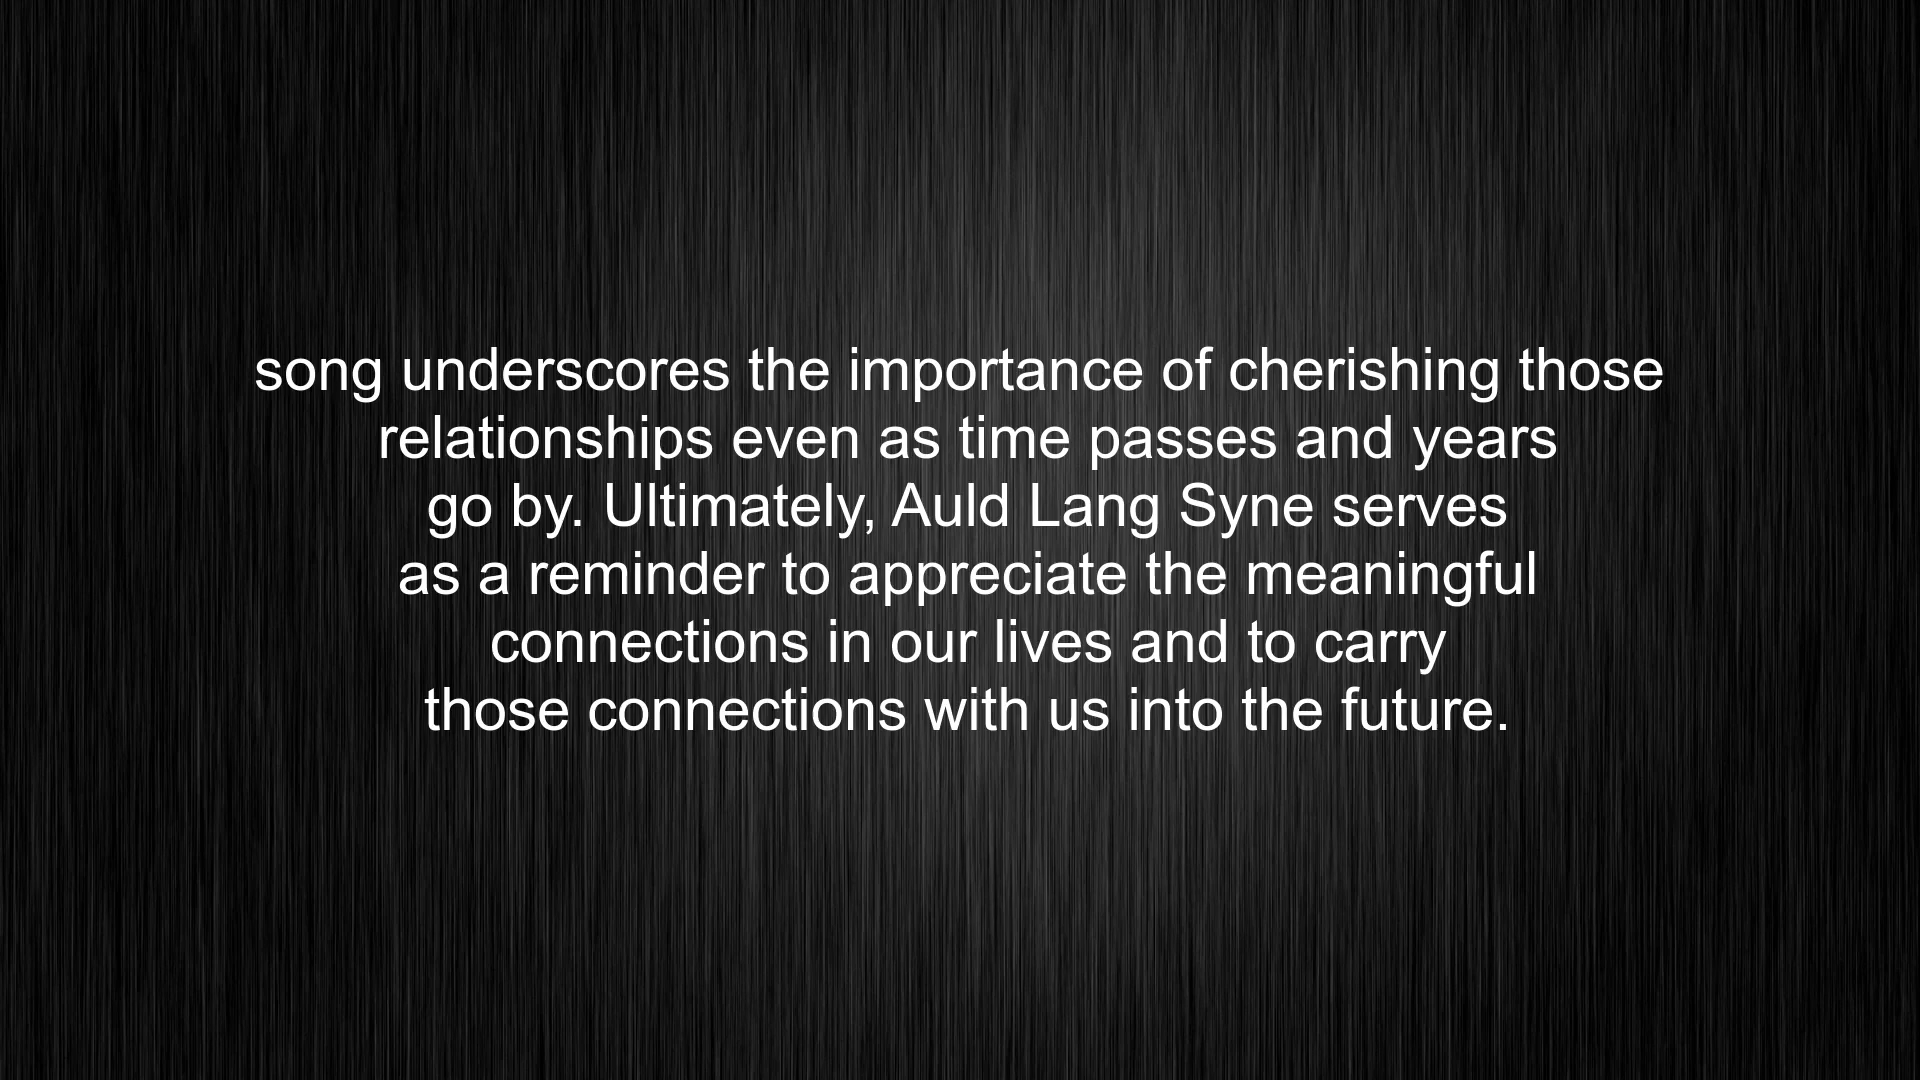 song underscores the importance of cherishing those
relationships even as time passes and years
go by. Ultimately, Auld Lang Syne serves
as a reminder to appreciate the meaningful
connections in our lives and to carry
those connections with us into the future.